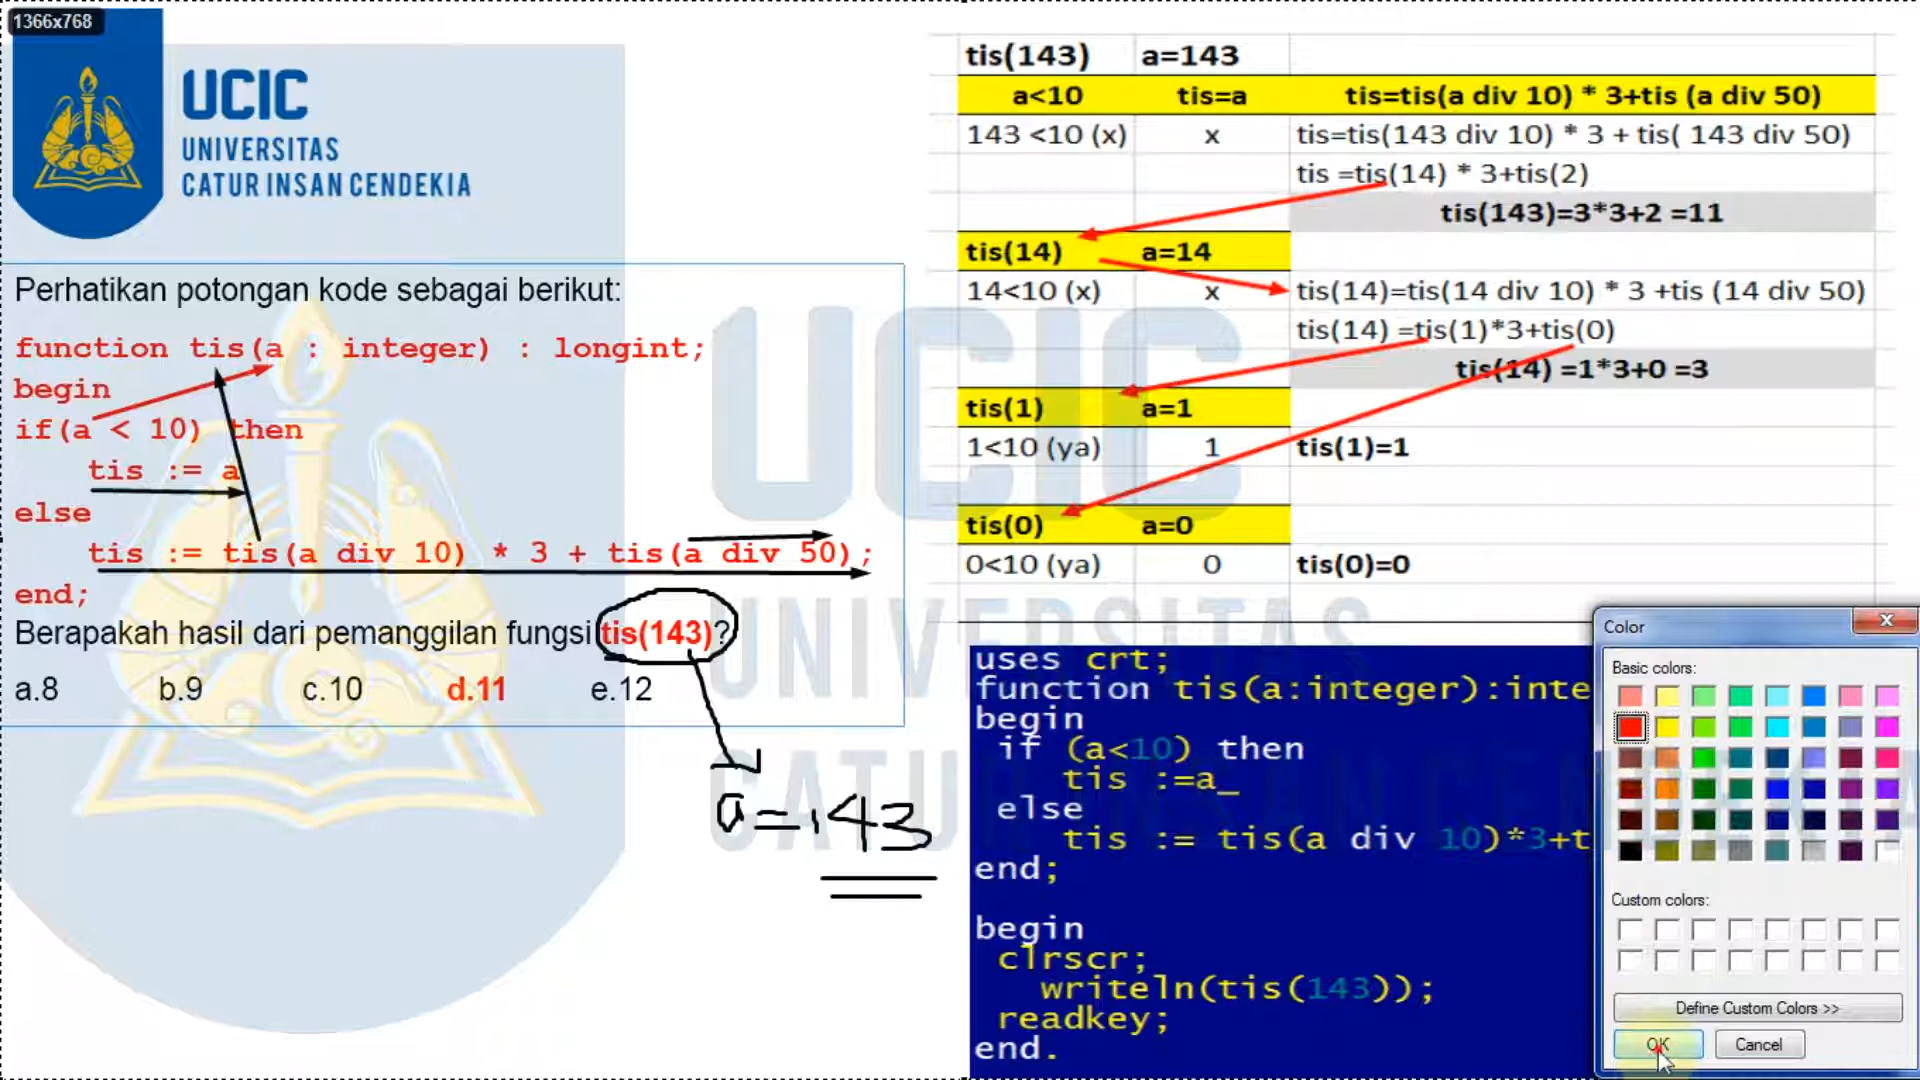 1366x768
UCIC
UNIVERSITAS
CATUR INSAN CENDEKIA
Perhatikan potongan kode sebagai berikut:
function tis(a : integer) : longint;
begin
if(a < 10) then
tis := a
else
tis := tis(a div 10) * 3 + tis(a div 50);
end;
Berapakah hasil dari pemanggilan fungsi tis(143)?
a.8 b.9 c.10 d.11 e.12
a=143
tis(143) a=143
a<10 tis=a tis=tis(a div 10) * 3+tis (a div 50)
143 <10 (x) x tis=tis(143 div 10) * 3 + tis( 143 div 50)
tis =tis(14) * 3+tis(2)
tis(143)=3*3+2 =11
tis(14) a=14
14<10 (x) x tis(14)=tis(14 div 10) * 3 +tis (14 div 50)
tis(14) =tis(1)*3+tis(0)
tis(14) =1*3+0 =3
tis(1) a=1
1<10 (ya) 1 tis(1)=1
tis(0) a=0
0<10 (ya) 0 tis(0)=0
UCIC
UNIVERSITAS
CATUR INSAN CENDEKIA
uses crt;
function tis(a:integer):inte
begin
if (a<10) then
tis :=a_
else
tis := tis(a div 10)*3+t
end;
begin
clrscr;
writeln(tis(143));
readkey;
end.
Color
Basic colors:
Custom colors:
Define Custom Colors >>
OK Cancel